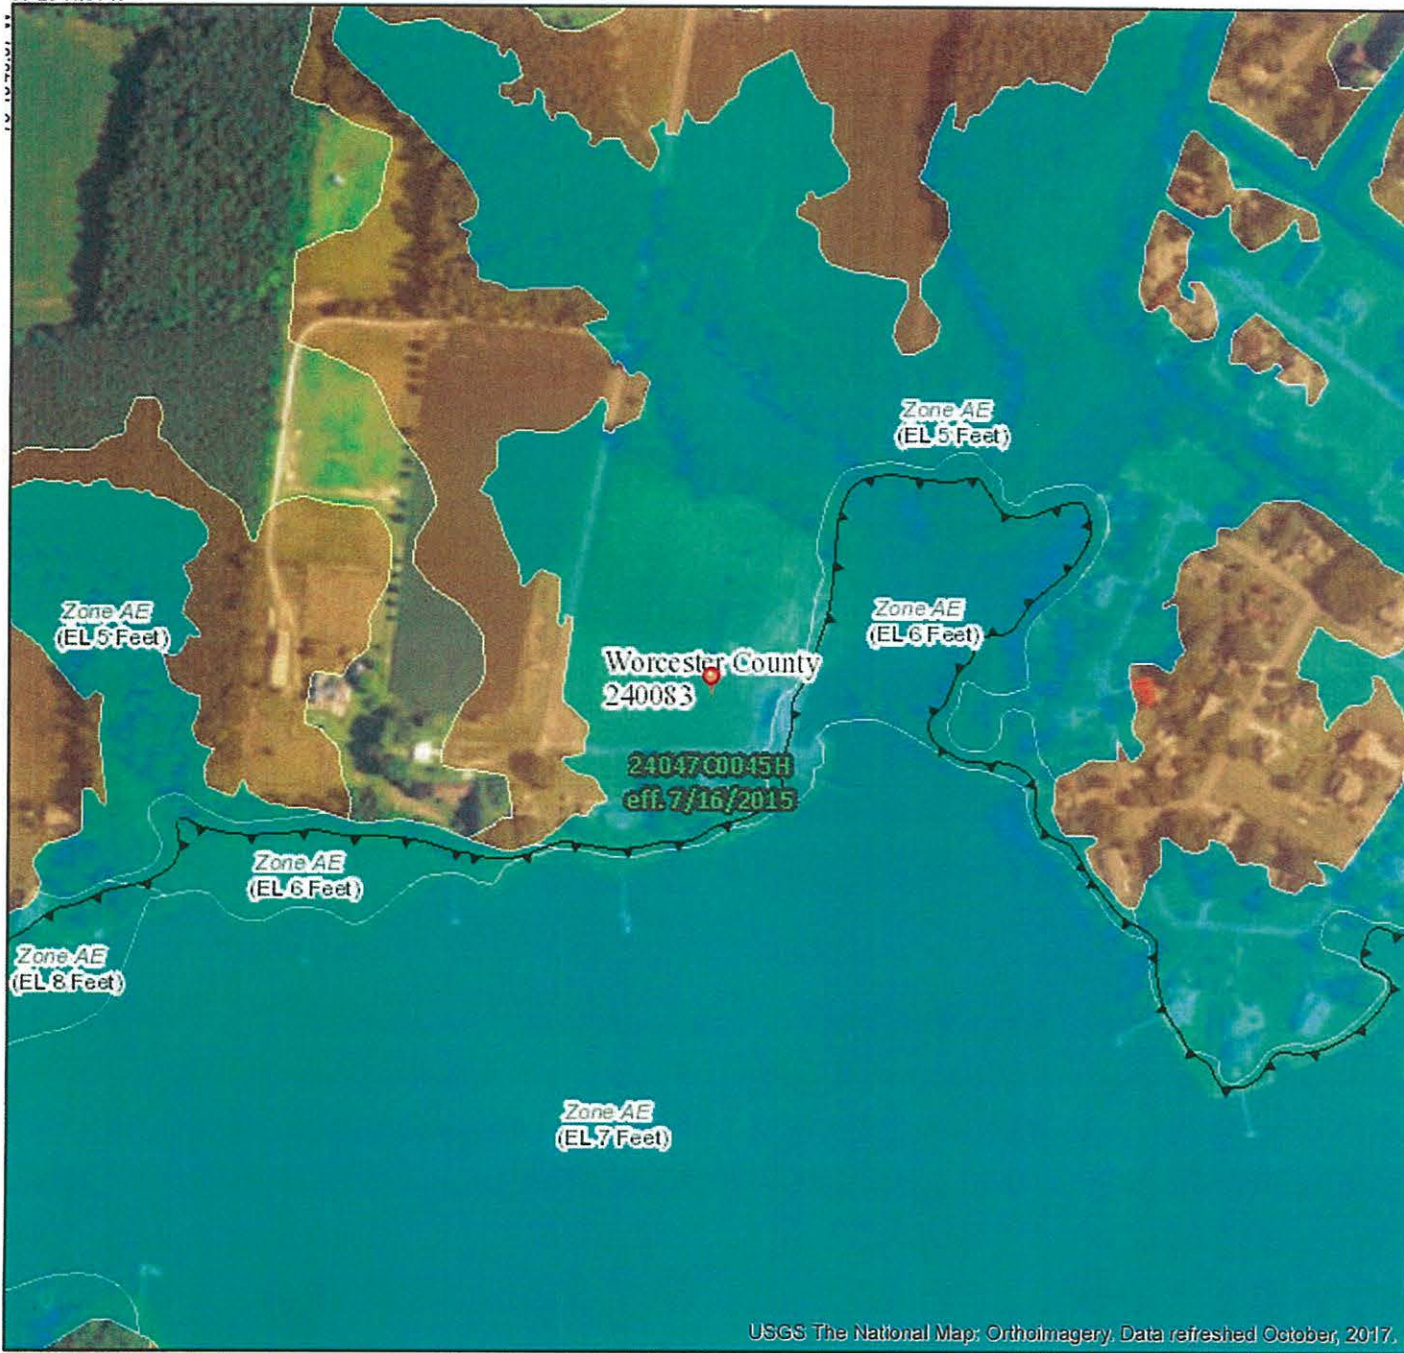 Zone AE
(EL 5 Feet)
Zone AE
(EL 5 Feet)
Zone AE
(EL 6 Feet)
Worcester County
240083
24047C0045H
eff. 7/16/2015
Zone AE
(EL 6 Feet)
Zone AE
(EL 8 Feet)
Zone AE
(EL 7 Feet)
USGS The National Map: Orthoimagery. Data refreshed October, 2017.